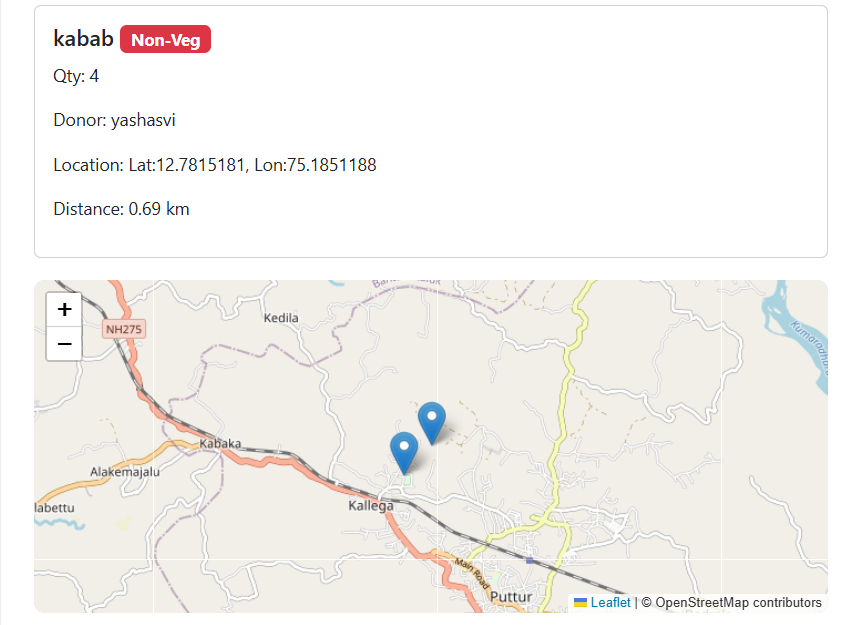 kabab Non-Veg
Qty: 4
Donor: yashasvi
Location: Lat:12.7815181, Lon:75.1851188
Distance: 0.69 km
+
−
NH275
Kedila
Kumaradhara
Kabaka
Alakemajalu
labettu
Kallega
Main Road
Puttur
Leaflet | © OpenStreetMap contributors